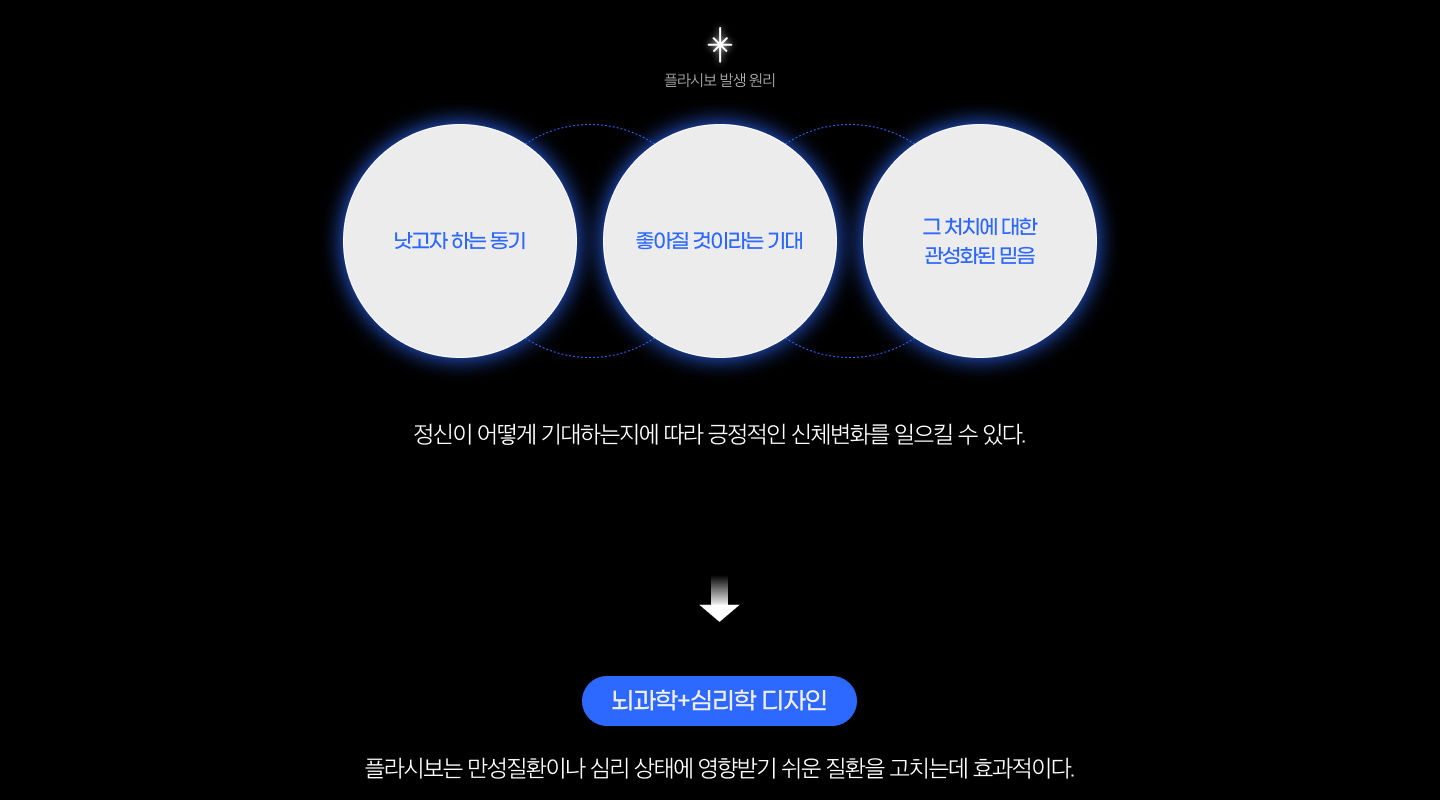 플라시보 발생 원리
낫고자 하는 동기
좋아질 것이라는 기대
그 처치에 대한
관성화된 믿음
정신이 어떻게 기대하는지에 따라 긍정적인 신체변화를 일으킬 수 있다.
뇌과학+심리학 디자인
플라시보는 만성질환이나 심리 상태에 영향받기 쉬운 질환을 고치는데 효과적이다.